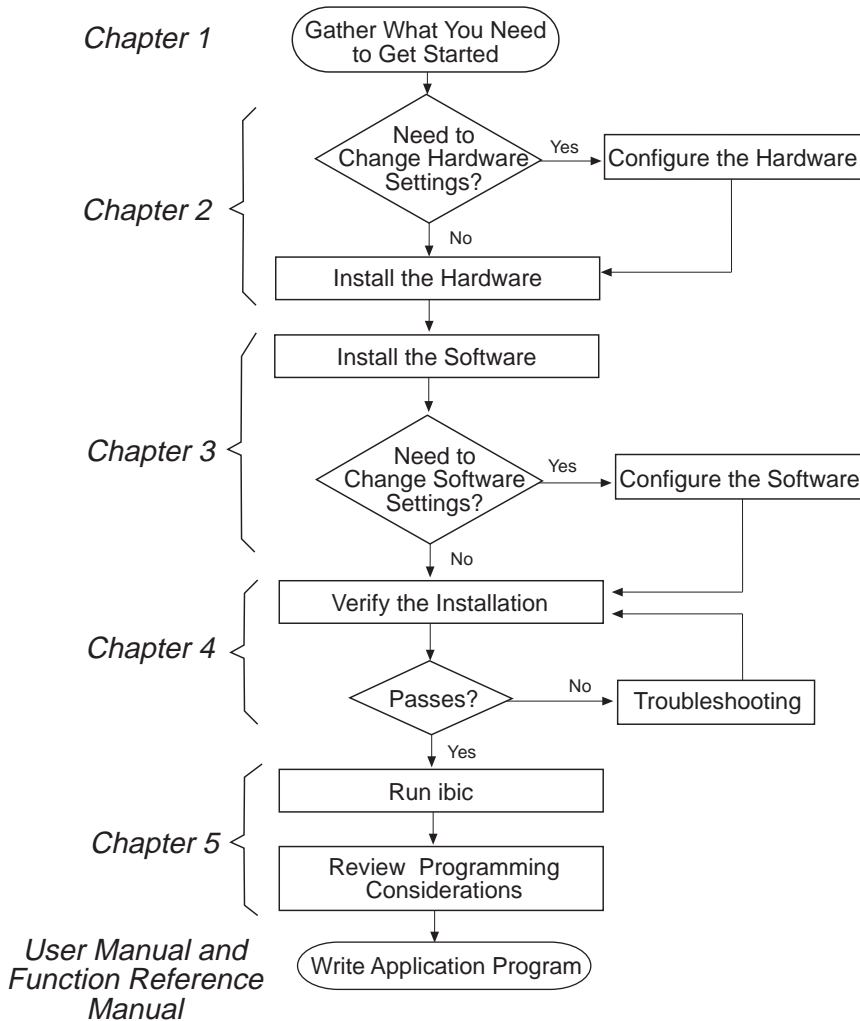 Chapter 1
Gather What You Need
to Get Started
Need to
Change Hardware
Settings?
Yes
Configure the Hardware
Chapter 2
No
Install the Hardware
Install the Software
Chapter 3
Need to
Change Software
Settings?
Yes
Configure the Software
No
Verify the Installation
Chapter 4
Passes?
No
Troubleshooting
Yes
Run ibic
Chapter 5
Review Programming
Considerations
User Manual and
Function Reference
Manual
Write Application Program